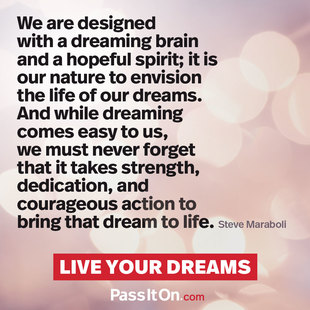 We are designed
with a dreaming brain
and a hopeful spirit; it is
our nature to envision
the life of our dreams.
And while dreaming
comes easy to us,
we must never forget
that it takes strength,
dedication, and
courageous action to
bring that dream to life. Steve Maraboli
LIVE YOUR DREAMS
PassItOn.com